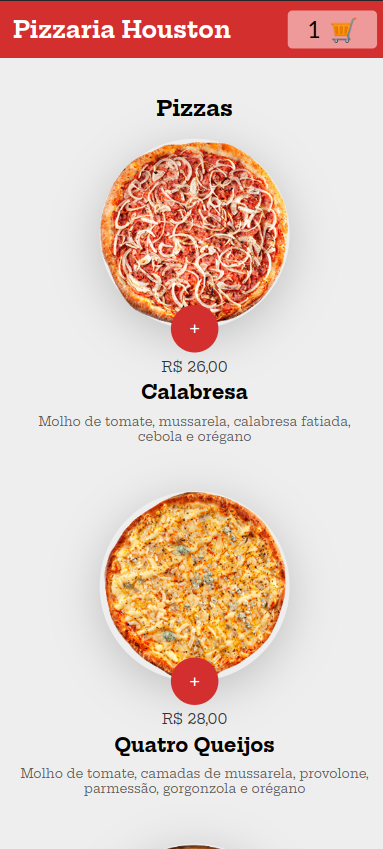 Pizzaria Houston
1
Pizzas
+
R$ 26,00
Calabresa
Molho de tomate, mussarela, calabresa fatiada,
cebola e orégano
+
R$ 28,00
Quatro Queijos
Molho de tomate, camadas de mussarela, provolone,
parmessão, gorgonzola e orégano